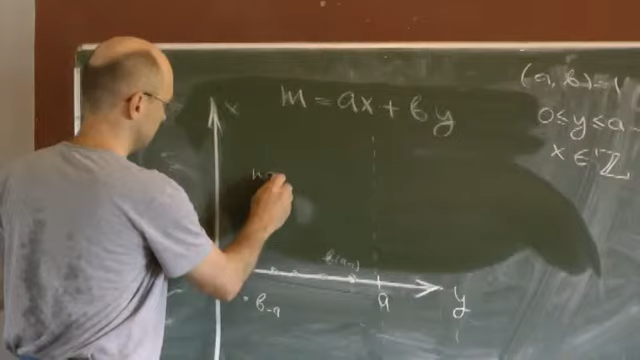 m = ax + by
(a, b) = 1
0 ≤ y ≤ a
x ∈ ℤ
x
a
y